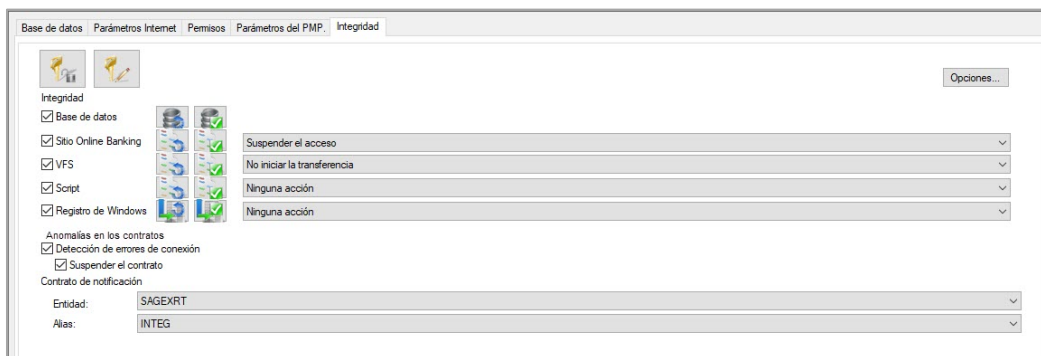 Base de datos Parámetros Internet Permisos Parámetros del PMP. Integridad
Opciones...
Integridad
Base de datos
Sitio Online Banking Suspender el acceso
VFS No iniciar la transferencia
Script Ninguna acción
Registro de Windows Ninguna acción
Anomalías en los contratos
Detección de errores de conexión
Suspender el contrato
Contrato de notificación
Entidad: SAGEXRT
Alias: INTEG